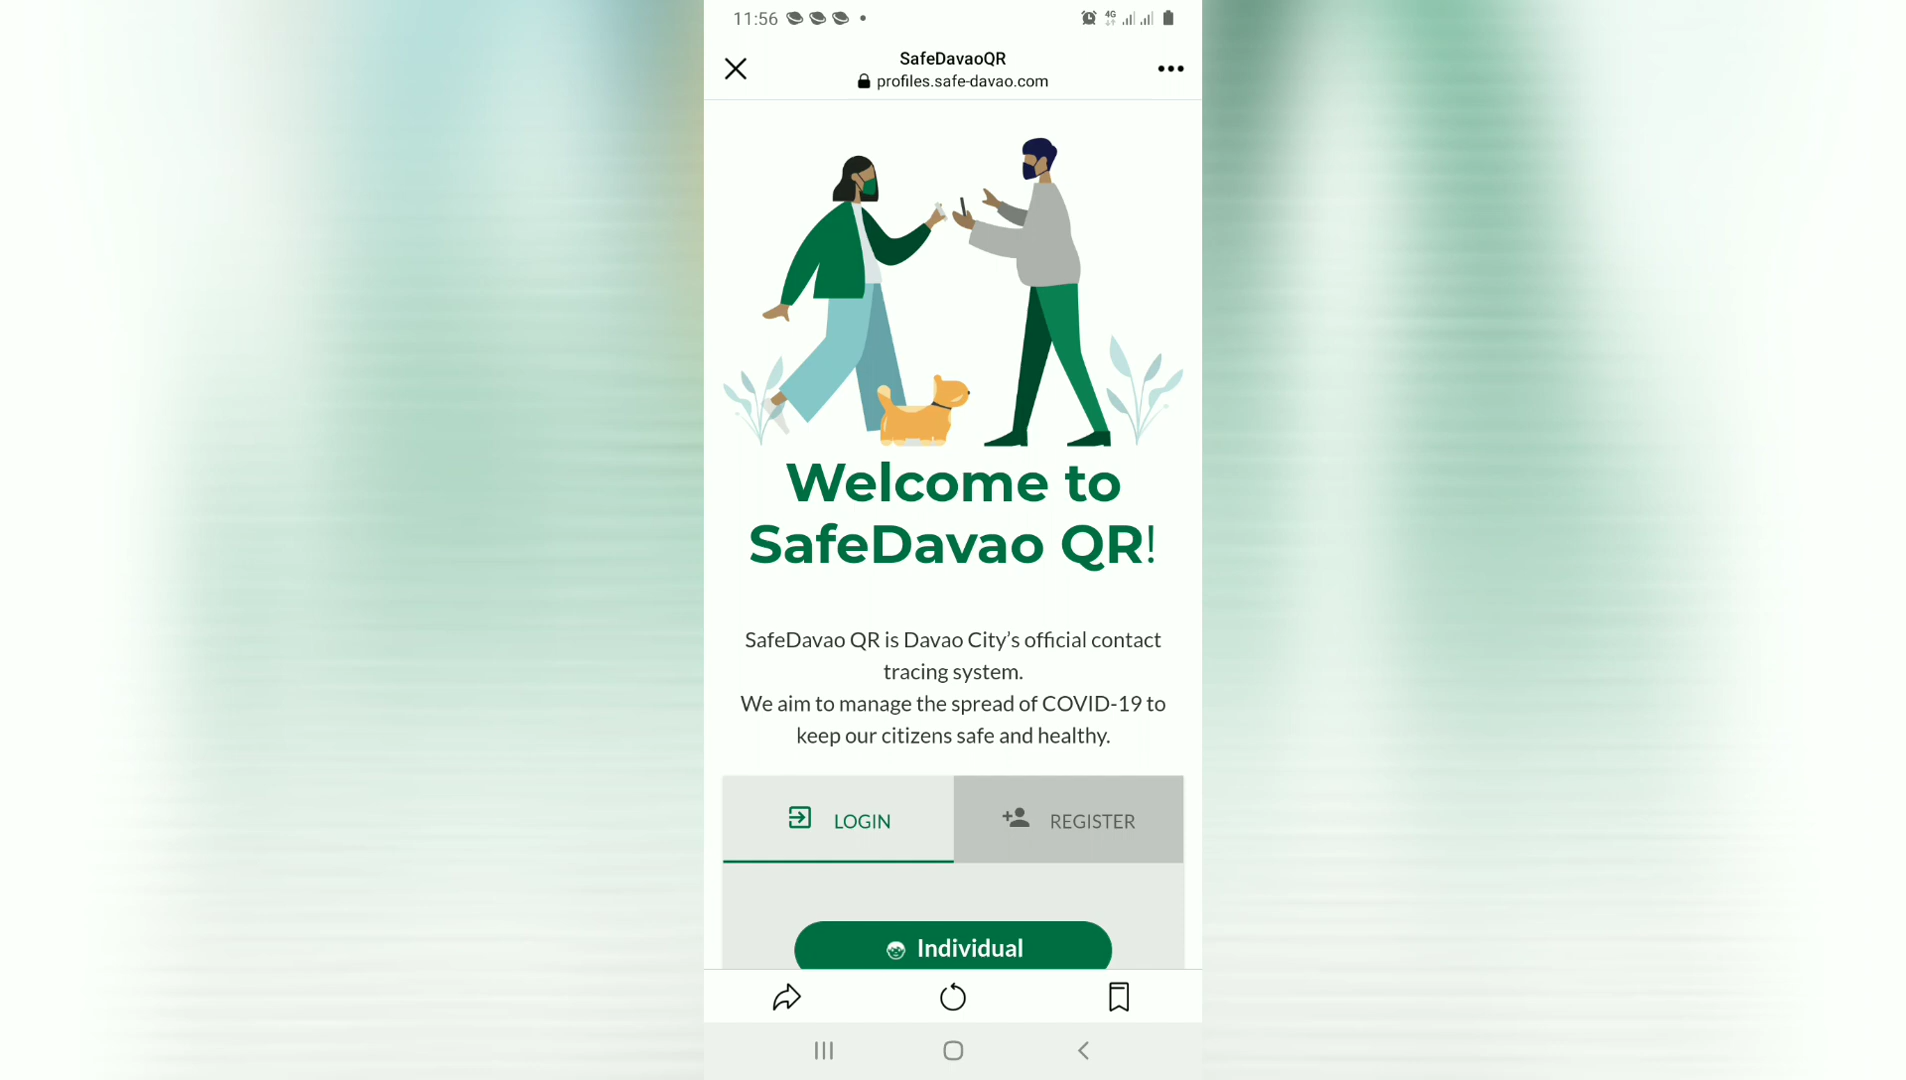 11:56
4G
SafeDavaoQR
profiles.safe-davao.com
Welcome to
SafeDavao QR!
SafeDavao QR is Davao City’s official contact
tracing system.
We aim to manage the spread of COVID-19 to
keep our citizens safe and healthy.
LOGIN
REGISTER
Individual